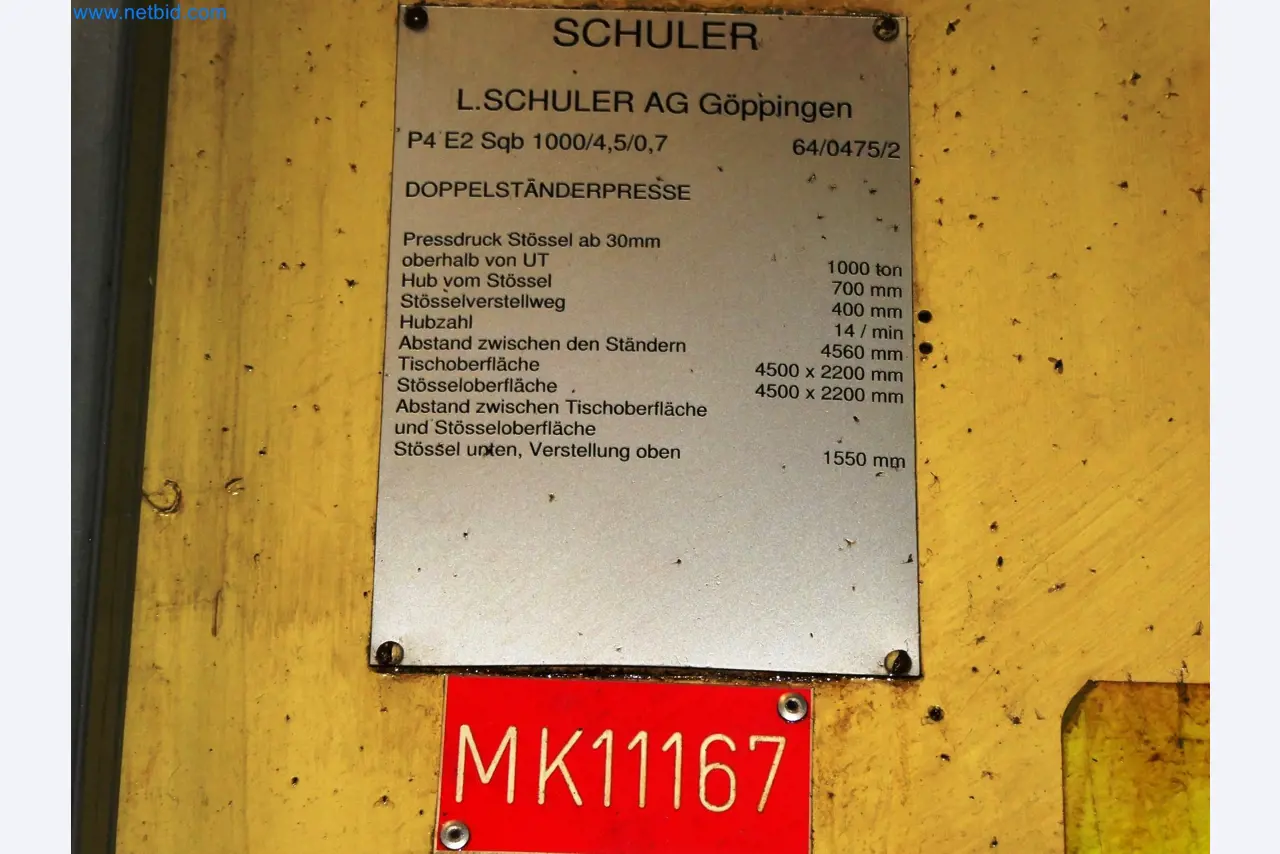 www.netbid.com
SCHULER
L.SCHULER AG Göppingen
P4 E2 Sqb 1000/4,5/0,7 64/0475/2
DOPPELSTÄNDERPRESSE
Pressdruck Stössel ab 30mm
oberhalb von UT 1000 ton
Hub vom Stössel 700 mm
Stösselverstellweg 400 mm
Hubzahl 14 / min
Abstand zwischen den Ständern 4560 mm
Tischoberfläche 4500 x 2200 mm
Stösseloberfläche 4500 x 2200 mm
Abstand zwischen Tischoberfläche
und Stösseloberfläche
Stössel unten, Verstellung oben 1550 mm
MK11167